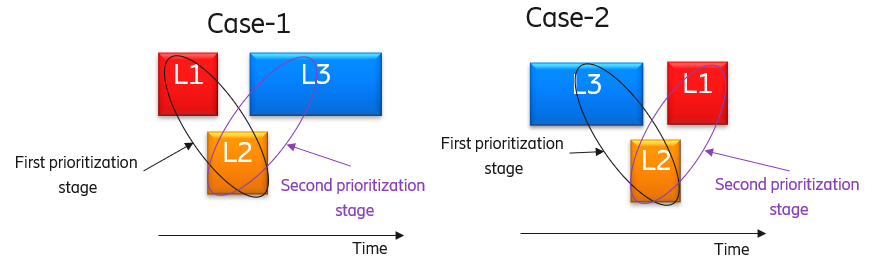 Case-1
L1
L3
L2
First prioritization
stage
Second prioritization
stage
Time
Case-2
L3
L1
L2
First prioritization
stage
Second prioritization
stage
Time